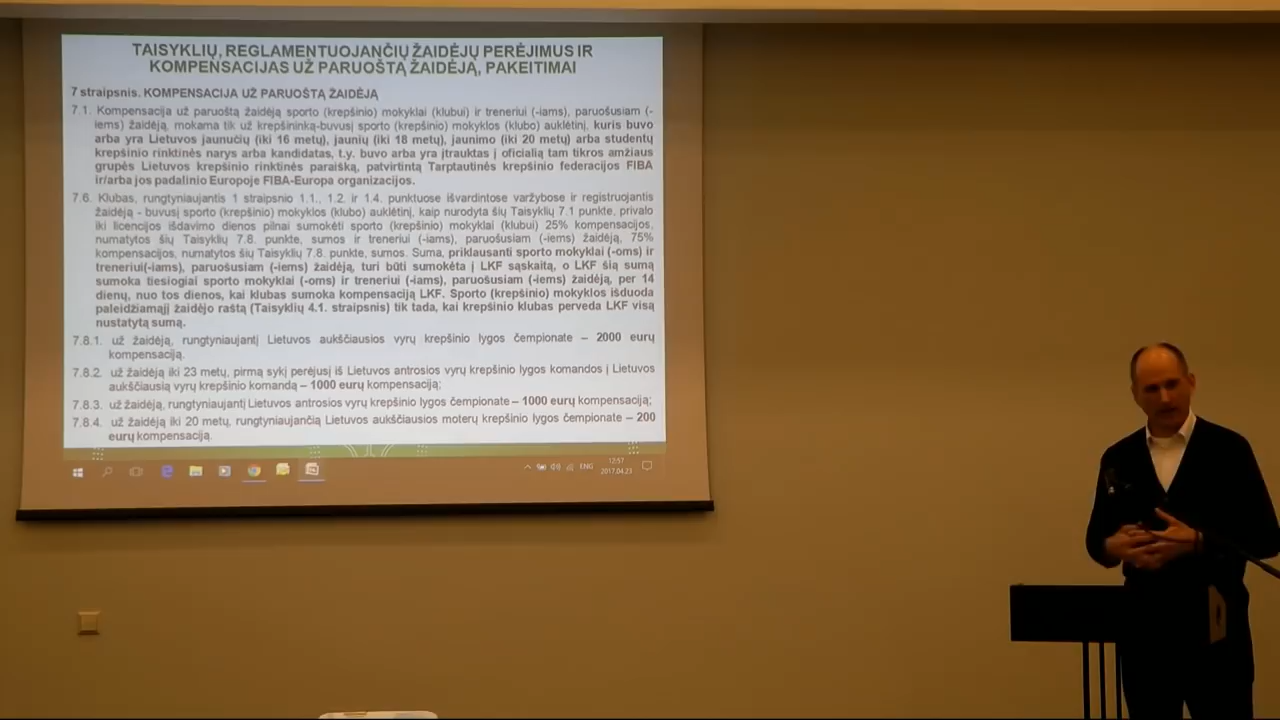 TAISYKLIŲ, REGLAMENTUOJANČIŲ ŽAIDĖJŲ PERĖJIMUS IR
KOMPENSACIJAS UŽ PARUOŠTĄ ŽAIDĖJĄ, PAKEITIMAI
7 straipsnis. KOMPENSACIJA UŽ PARUOŠTĄ ŽAIDĖJĄ
7.1. Kompensacija už paruoštą žaidėją sporto (krepšinio) mokyklai (klubui) ir treneriui (-iams), paruošusiam (-
iems) žaidėją, mokama tik už krepšininką-buvusį sporto (krepšinio) mokyklos (klubo) auklėtinį, kuris buvo
arba yra Lietuvos jaunučių (iki 16 metų), jaunių (iki 18 metų), jaunimo (iki 20 metų) arba studentų
krepšinio rinktinės narys arba kandidatas, t.y. buvo arba yra įtrauktas į oficialią tam tikros amžiaus
grupės Lietuvos krepšinio rinktinės paraišką, patvirtintą Tarptautinės krepšinio federacijos FIBA
ir/arba jos padalinio Europoje FIBA-Europa organizacijos.
7.6. Klubas, rungtyniaujantis 1 straipsnio 1.1., 1.2. ir 1.4. punktuose išvardintose varžybose ir registruojantis
žaidėją - buvusį sporto (krepšinio) mokyklos (klubo) auklėtinį, kaip nurodyta šių Taisyklių 7.1 punkte, privalo
iki licencijos išdavimo dienos pilnai sumokėti sporto (krepšinio) mokyklai (klubui) 25% kompensacijos,
numatytos šių Taisyklių 7.8. punkte, sumos ir treneriui (-iams), paruošusiam (-iems) žaidėją, 75%
kompensacijos, numatytos šių Taisyklių 7.8. punkte, sumos. Suma, priklausanti sporto mokyklai (-oms) ir
treneriui(-iams), paruošusiam (-iems) žaidėją, turi būti sumokėta į LKF sąskaitą, o LKF šią sumą
sumoka tiesiogiai sporto mokyklai (-oms) ir treneriui (-iams), paruošusiam (-iems) žaidėją, per 14
dienų, nuo tos dienos, kai klubas sumoka kompensaciją LKF. Sporto (krepšinio) mokyklos išduoda
paleidžiamąjį žaidėjo raštą (Taisyklių 4.1. straipsnis) tik tada, kai krepšinio klubas perveda LKF visą
nustatytą sumą.
7.8.1. už žaidėją, rungtyniaujantį Lietuvos aukščiausios vyrų krepšinio lygos čempionate – 2000 eurų
kompensaciją.
7.8.2. už žaidėją iki 23 metų, pirmą sykį perėjusį iš Lietuvos antrosios vyrų krepšinio lygos komandos į Lietuvos
aukščiausią vyrų krepšinio komandą – 1000 eurų kompensaciją;
7.8.3. už žaidėją, rungtyniaujantį Lietuvos antrosios vyrų krepšinio lygos čempionate – 1000 eurų kompensaciją;
7.8.4. už žaidėją iki 20 metų, rungtyniaujančią Lietuvos aukščiausios moterų krepšinio lygos čempionate – 200
eurų kompensaciją.
ENG
12:57
2017.04.23